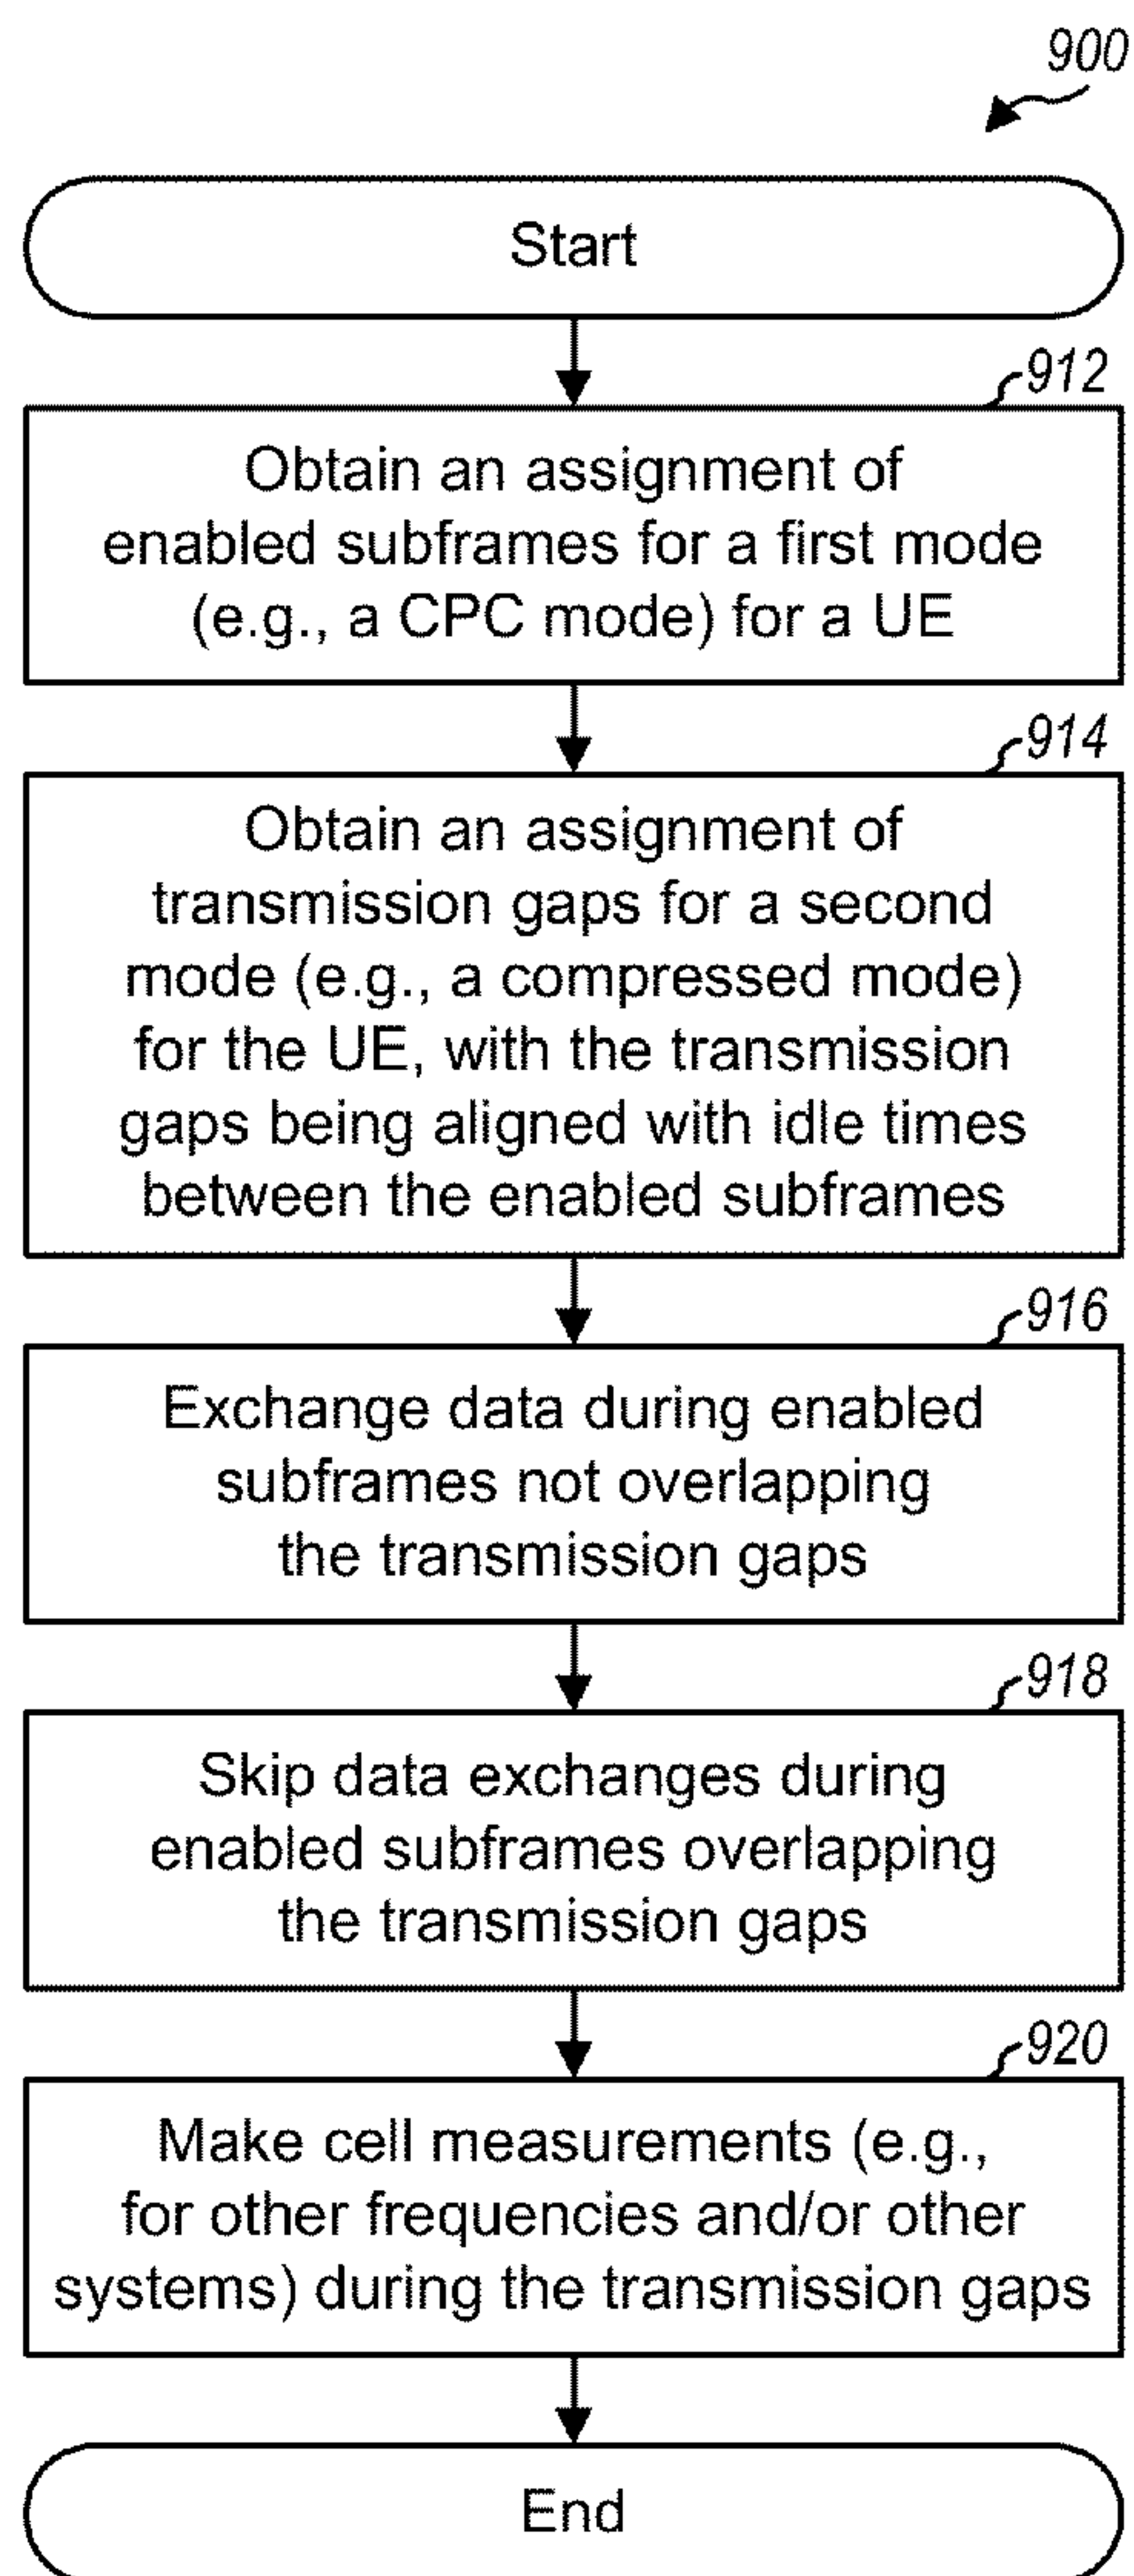 900
Start
912
Obtain an assignment of
enabled subframes for a first mode
(e.g., a CPC mode) for a UE
914
Obtain an assignment of
transmission gaps for a second
mode (e.g., a compressed mode)
for the UE, with the transmission
gaps being aligned with idle times
between the enabled subframes
916
Exchange data during enabled
subframes not overlapping
the transmission gaps
918
Skip data exchanges during
enabled subframes overlapping
the transmission gaps
920
Make cell measurements (e.g.,
for other frequencies and/or other
systems) during the transmission gaps
End